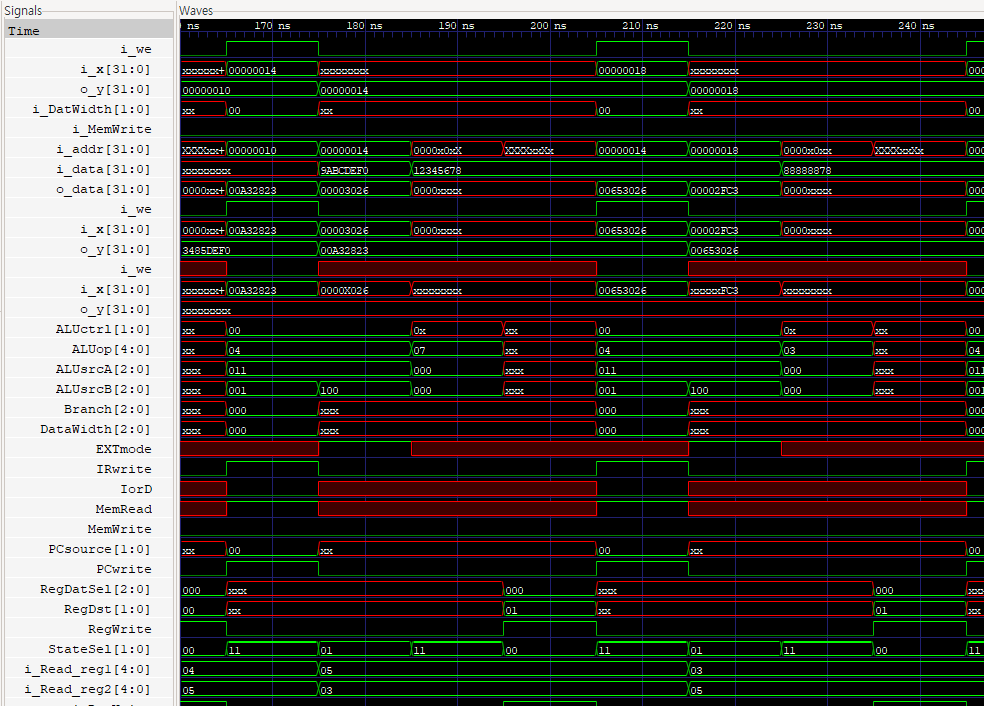 Signals Waves
Time ns 170 ns 180 ns 190 ns 200 ns 210 ns 220 ns 230 ns 240 ns
i_we
i_x[31:0] xxxxxx+ 00000014 xxxxxxxx 00000018 xxxxxxxx 000
o_y[31:0] 00000010 00000014 00000018
i_DatWidth[1:0] xx 00 xx 00 xx 00
i_MemWrite
i_addr[31:0] XXXXxx+ 00000010 00000014 0000x0xX XXXXxxXx 00000014 00000018 0000x0xx XXXXxxXx 000
i_data[31:0] xxxxxxxx 9ABCDEF0 12345678 88888878
o_data[31:0] 0000xx+ 00A32823 00003026 0000xxxx 00653026 00002FC3 0000xxxx 000
i_we
i_x[31:0] 0000xx+ 00A32823 00003026 0000xxxx 00653026 00002FC3 0000xxxx 000
o_y[31:0] 3485DEF0 00A32823 00653026
i_we
i_x[31:0] xxxxxx+ 00A32823 0000X026 xxxxxxxx 00653026 xxxxxFC3 xxxxxxxx 000
o_y[31:0] xxxxxxxx
ALUctrl[1:0] xx 00 0x xx 00 0x xx 00
ALUop[4:0] xx 04 07 xx 04 03 xx 04
ALUsrcA[2:0] xxx 011 000 xxx 011 000 xxx 011
ALUsrcB[2:0] xxx 001 100 000 xxx 001 100 000 xxx 001
Branch[2:0] xxx 000 xxx 000 xxx 000
DataWidth[2:0] xxx 000 xxx 000 xxx 000
EXTmode
IRwrite
IorD
MemRead
MemWrite
PCsource[1:0] xx 00 xx 00 xx 00
PCwrite
RegDatSel[2:0] 000 xxx 000 xxx 000 xxx
RegDst[1:0] 00 xx 01 xx 01 xx
RegWrite
StateSel[1:0] 00 11 01 11 00 11 01 11 00 11
i_Read_reg1[4:0] 04 05 03
i_Read_reg2[4:0] 05 03 05